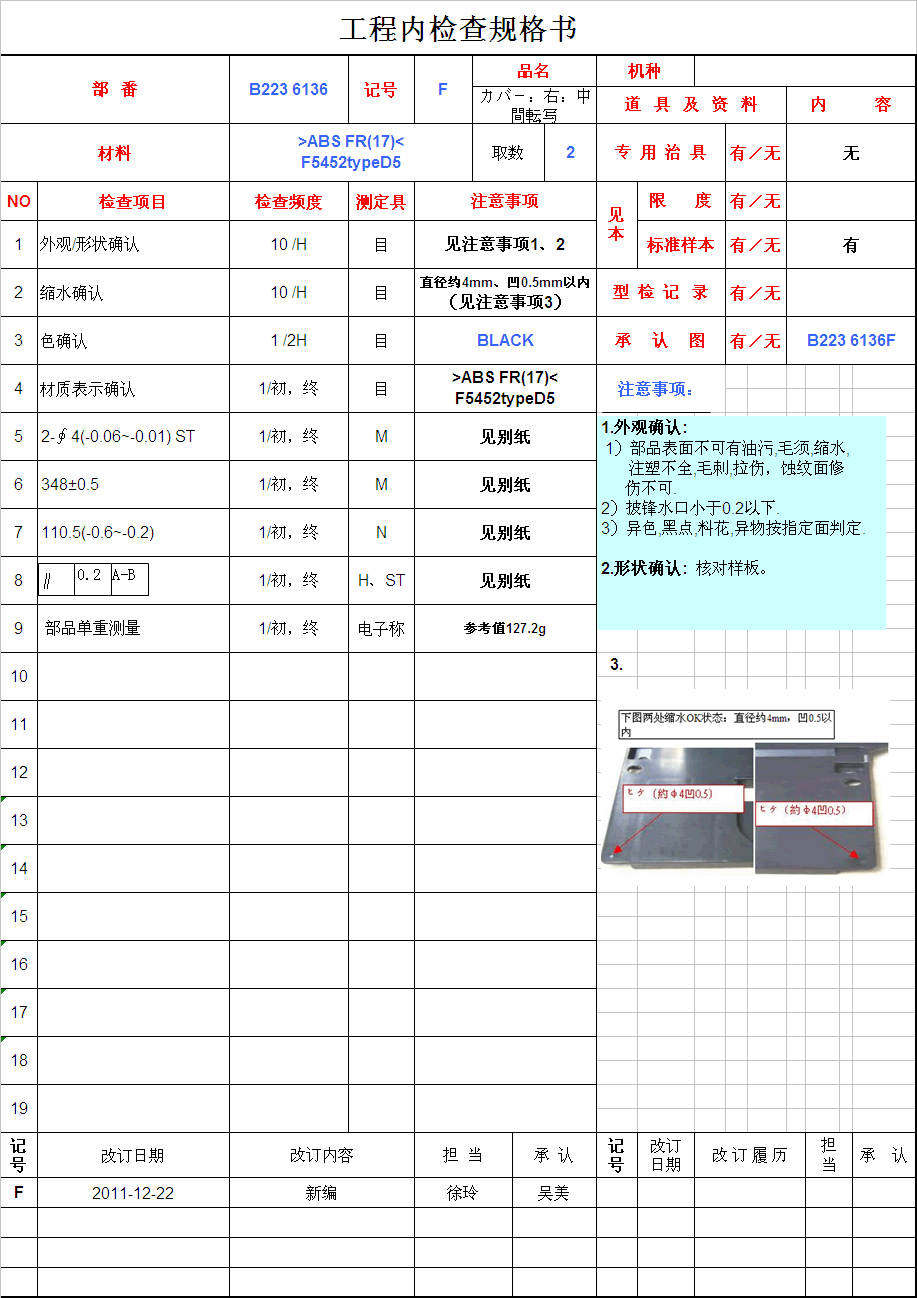 工程内检查规格书
部 番 B223 6136 记号 F 品名 机种
カバー：右：中
間転写
道 具 及 资 料 内 容
材料 >ABS FR(17)<
F5452typeD5
取数 2 专 用 治 具 有／无 无
NO 检查项目 检查频度 测定具 注意事项 见本 限 度 有／无
1 外观/形状确认 10 /H 目 见注意事项1、2 标准样本 有／无 有
2 缩水确认 10 /H 目 直径约4mm、凹0.5mm以内
（见注意事项3） 型 检 记 录 有／无
3 色确认 1 /2H 目 BLACK 承 认 图 有／无 B223 6136F
4 材质表示确认 1/初，终 目 >ABS FR(17)<
F5452typeD5
5 2-∮4(-0.06~-0.01) ST 1/初，终 M 见别纸
6 348±0.5 1/初，终 M 见别纸
7 110.5(-0.6~-0.2) 1/初，终 N 见别纸
8 ∥ 0.2 A-B 1/初，终 H、ST 见别纸
9 部品单重测量 1/初，终 电子称 参考值127.2g
10
11
12
13
14
15
16
17
18
19
注意事项：
1.外观确认：
1）部品表面不可有油污,毛须,缩水,
注塑不全,毛刺,拉伤，蚀纹面修
伤不可.
2）披锋水口小于0.2以下.
3）异色,黑点,料花,异物按指定面判定.
2.形状确认：核对样板。
3.
下图两处缩水OK状态：直径约4mm，凹0.5以
内
ヒケ（約φ4凹0.5）
ヒケ（約φ4凹0.5）
记号 改订日期 改订内容 担 当 承 认 记号 改订日期 改 订 履 历 担当 承 认
F 2011-12-22 新编 徐玲 吴美